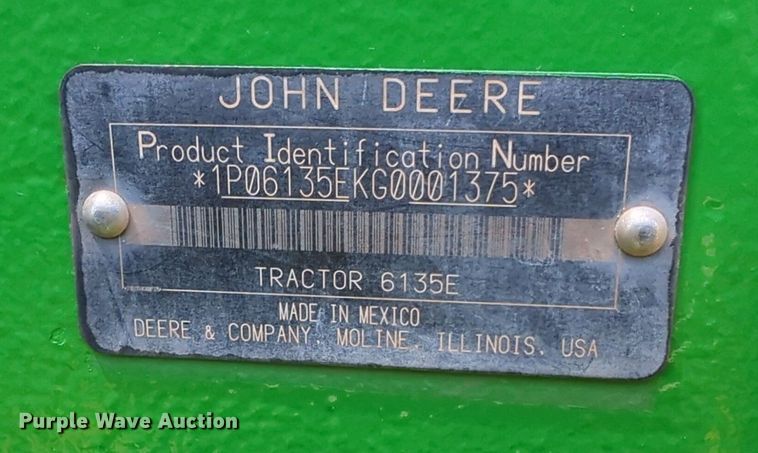 JOHN DEERE
Product Identification Number
*1P06135EKG0001375*
TRACTOR 6135E
MADE IN MEXICO
DEERE & COMPANY, MOLINE, ILLINOIS, USA
Purple Wave Auction